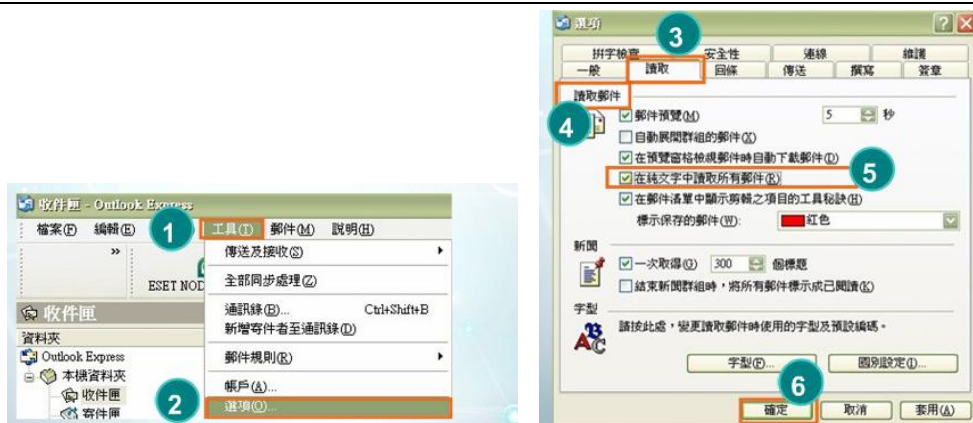 收件匣 - Outlook Express
檔案(F) 編輯(E) 1 工具(T) 郵件(M) 説明(H)
»
ESET NOD
傳送及接收(S)
全部同步處理(Z)
通訊錄(B)... Ctrl+Shift+B
新增寄件者至通訊錄(D)
郵件規則(R)
帳戶(A)...
2 選項(O)...
收件匣
資料夾
Outlook Express
本機資料夾
收件匣
寄件匣
選項
3
拼字檢查 安全性 連線 維護
一般 讀取 回條 傳送 撰寫 簽章
讀取郵件
4
郵件預覽(M) 5 秒
自動展開群組的郵件(X)
在預覽窗格檢視郵件時自動下載郵件(D)
在純文字中讀取所有郵件(R) 5
在郵件清單中顯示剪輯之項目的工具秘訣(H)
標示保存的郵件(W): 紅色
新聞
一次取得(G) 300 個標題
結束新聞群組時，將所有郵件標示成已閱讀(K)
字型
請按此處，變更讀取郵件時使用的字型及預設編碼。
字型(F)... 國別設定(I)...
6
確定 取消 套用(A)